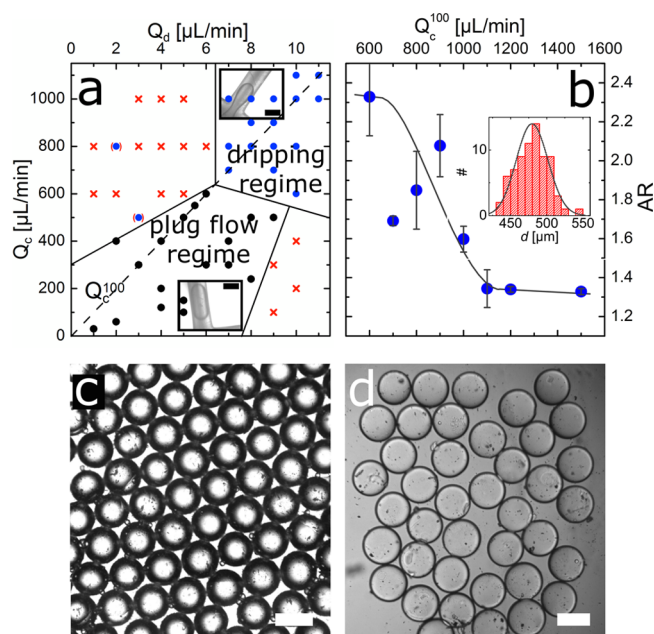 Q_d [µL/min]
0 2 4 6 8 10
a
1000
800
600
400
200
0
Q_c [µL/min]
dripping
regime
plug flow
regime
Q_c^100
Q_c^100 [µL/min]
600 800 1000 1200 1400 1600
b
2.4
2.2
2.0
1.8
1.6
1.4
1.2
AR
10
0
#
450 500 550
d [µm]
c
d